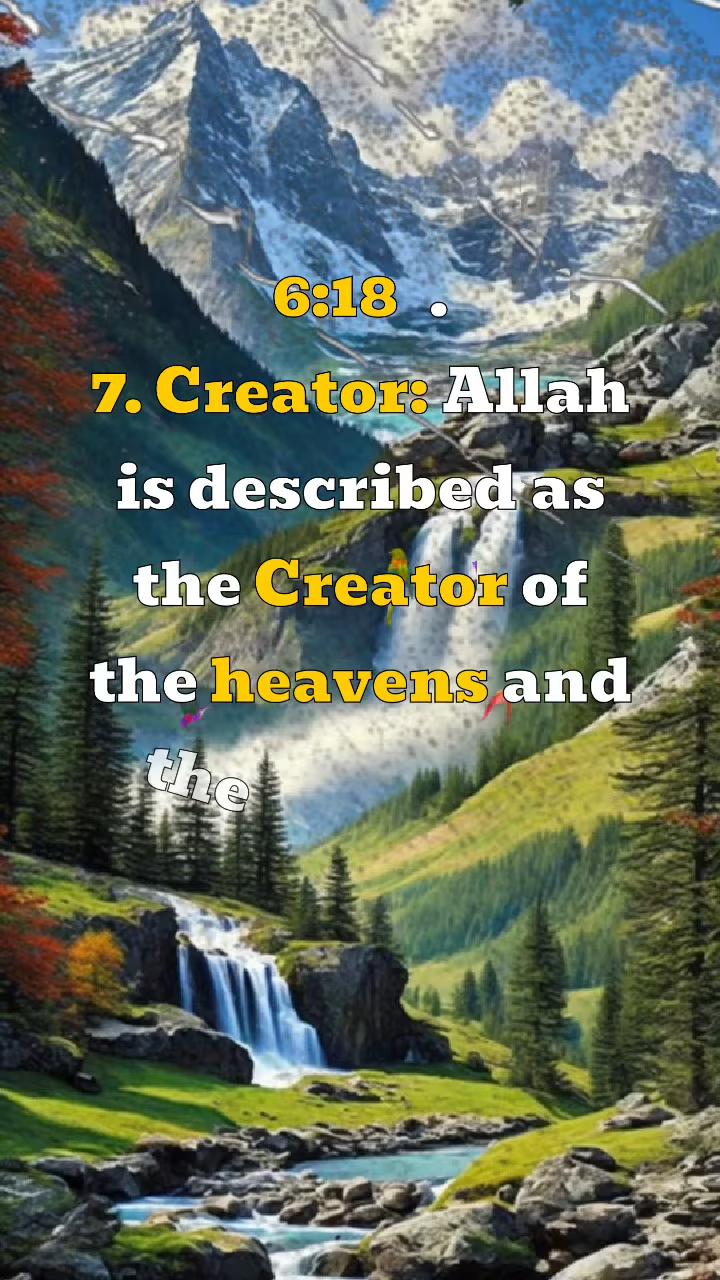 6:18 .
7. Creator: Allah
is described as
the Creator of
the heavens and
the